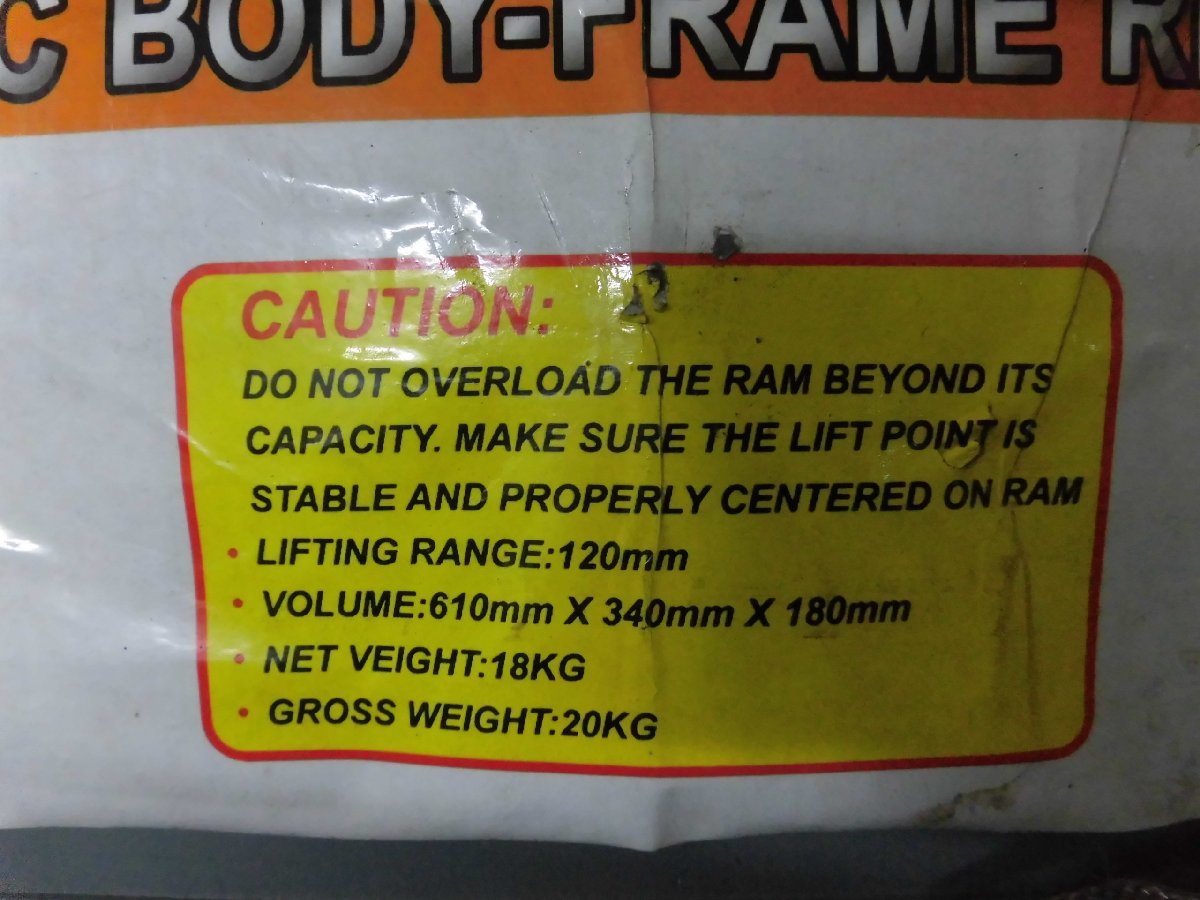 C BODY-FRAME R
CAUTION:
DO NOT OVERLOAD THE RAM BEYOND ITS
CAPACITY. MAKE SURE THE LIFT POINT IS
STABLE AND PROPERLY CENTERED ON RAM
• LIFTING RANGE:120mm
• VOLUME:610mm X 340mm X 180mm
• NET VEIGHT:18KG
• GROSS WEIGHT:20KG